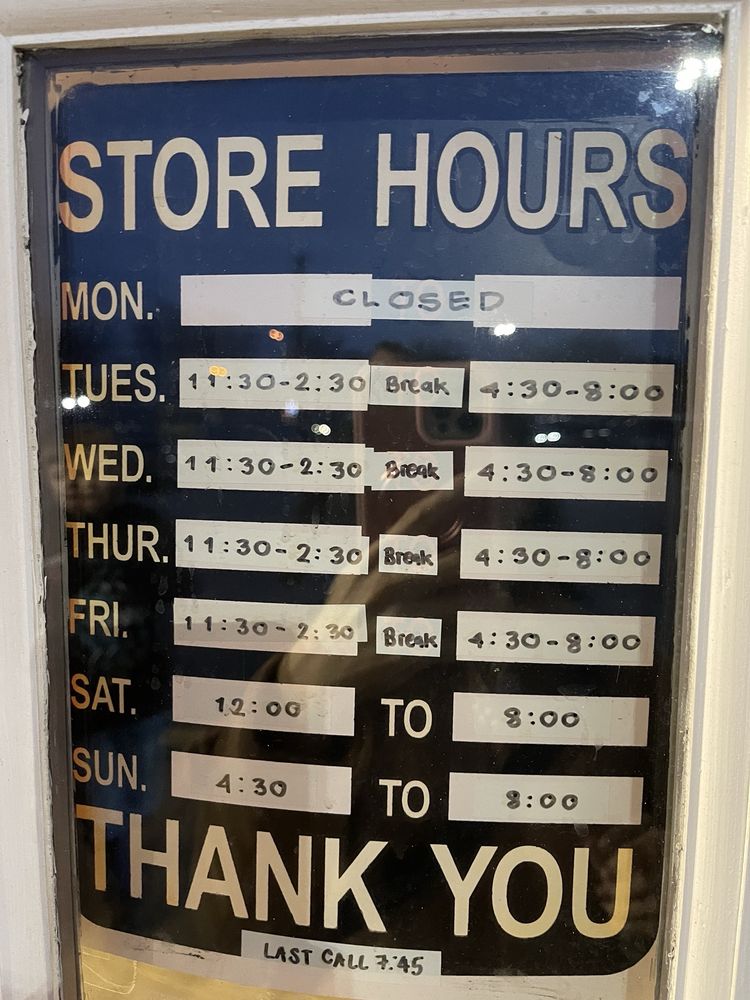 STORE HOURS
MON. CLOSED
TUES. 11:30-2:30 Break 4:30-8:00
WED. 11:30-2:30 Break 4:30-8:00
THUR. 11:30-2:30 Break 4:30-8:00
FRI. 11:30-2:30 Break 4:30-8:00
SAT. 12:00 TO 8:00
SUN. 4:30 TO 8:00
THANK YOU
LAST CALL 7:45